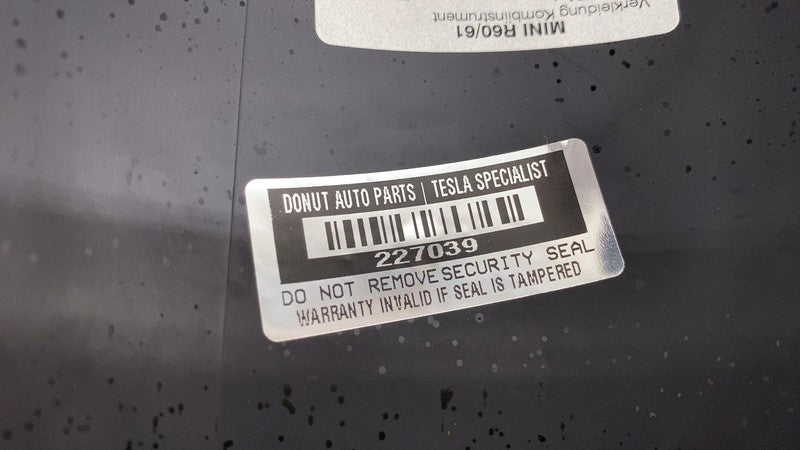 MINI R60/61
Verkleidung Kombiinstrument
DONUT AUTO PARTS | TESLA SPECIALIST
227039
DO NOT REMOVE SECURITY SEAL
WARRANTY INVALID IF SEAL IS TAMPERED